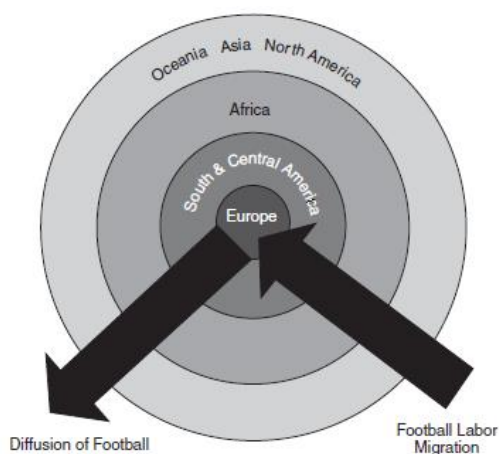 Oceania Asia North America
Africa
South & Central America
Europe
Diffusion of Football
Football Labor
Migration